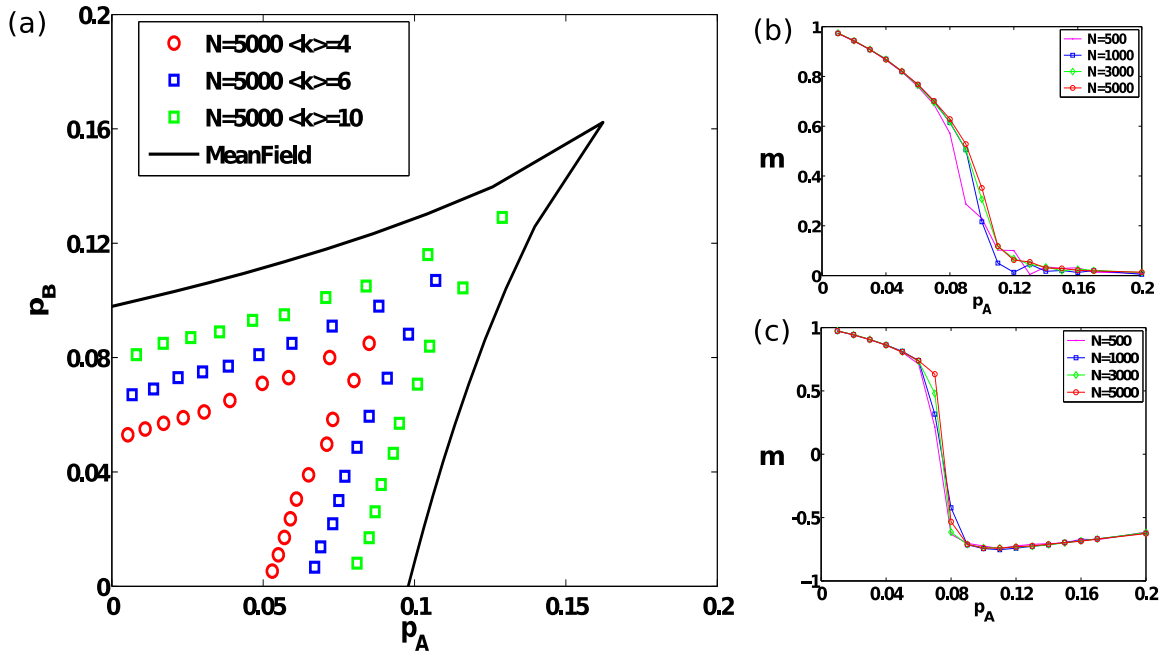 (a)
0.2
0.16
0.12
0.08
0.04
0
p_B
N=5000 <k>=4
N=5000 <k>=6
N=5000 <k>=10
MeanField
0
0.05
0.1
0.15
0.2
p_A
(b)
1
0.8
0.6
0.4
0.2
0
m
N=500
N=1000
N=3000
N=5000
0
0.04
0.08
0.12
0.16
0.2
p_A
(c)
1
0.5
0
−0.5
−1
m
N=500
N=1000
N=3000
N=5000
0
0.04
0.08
0.12
0.16
0.2
p_A